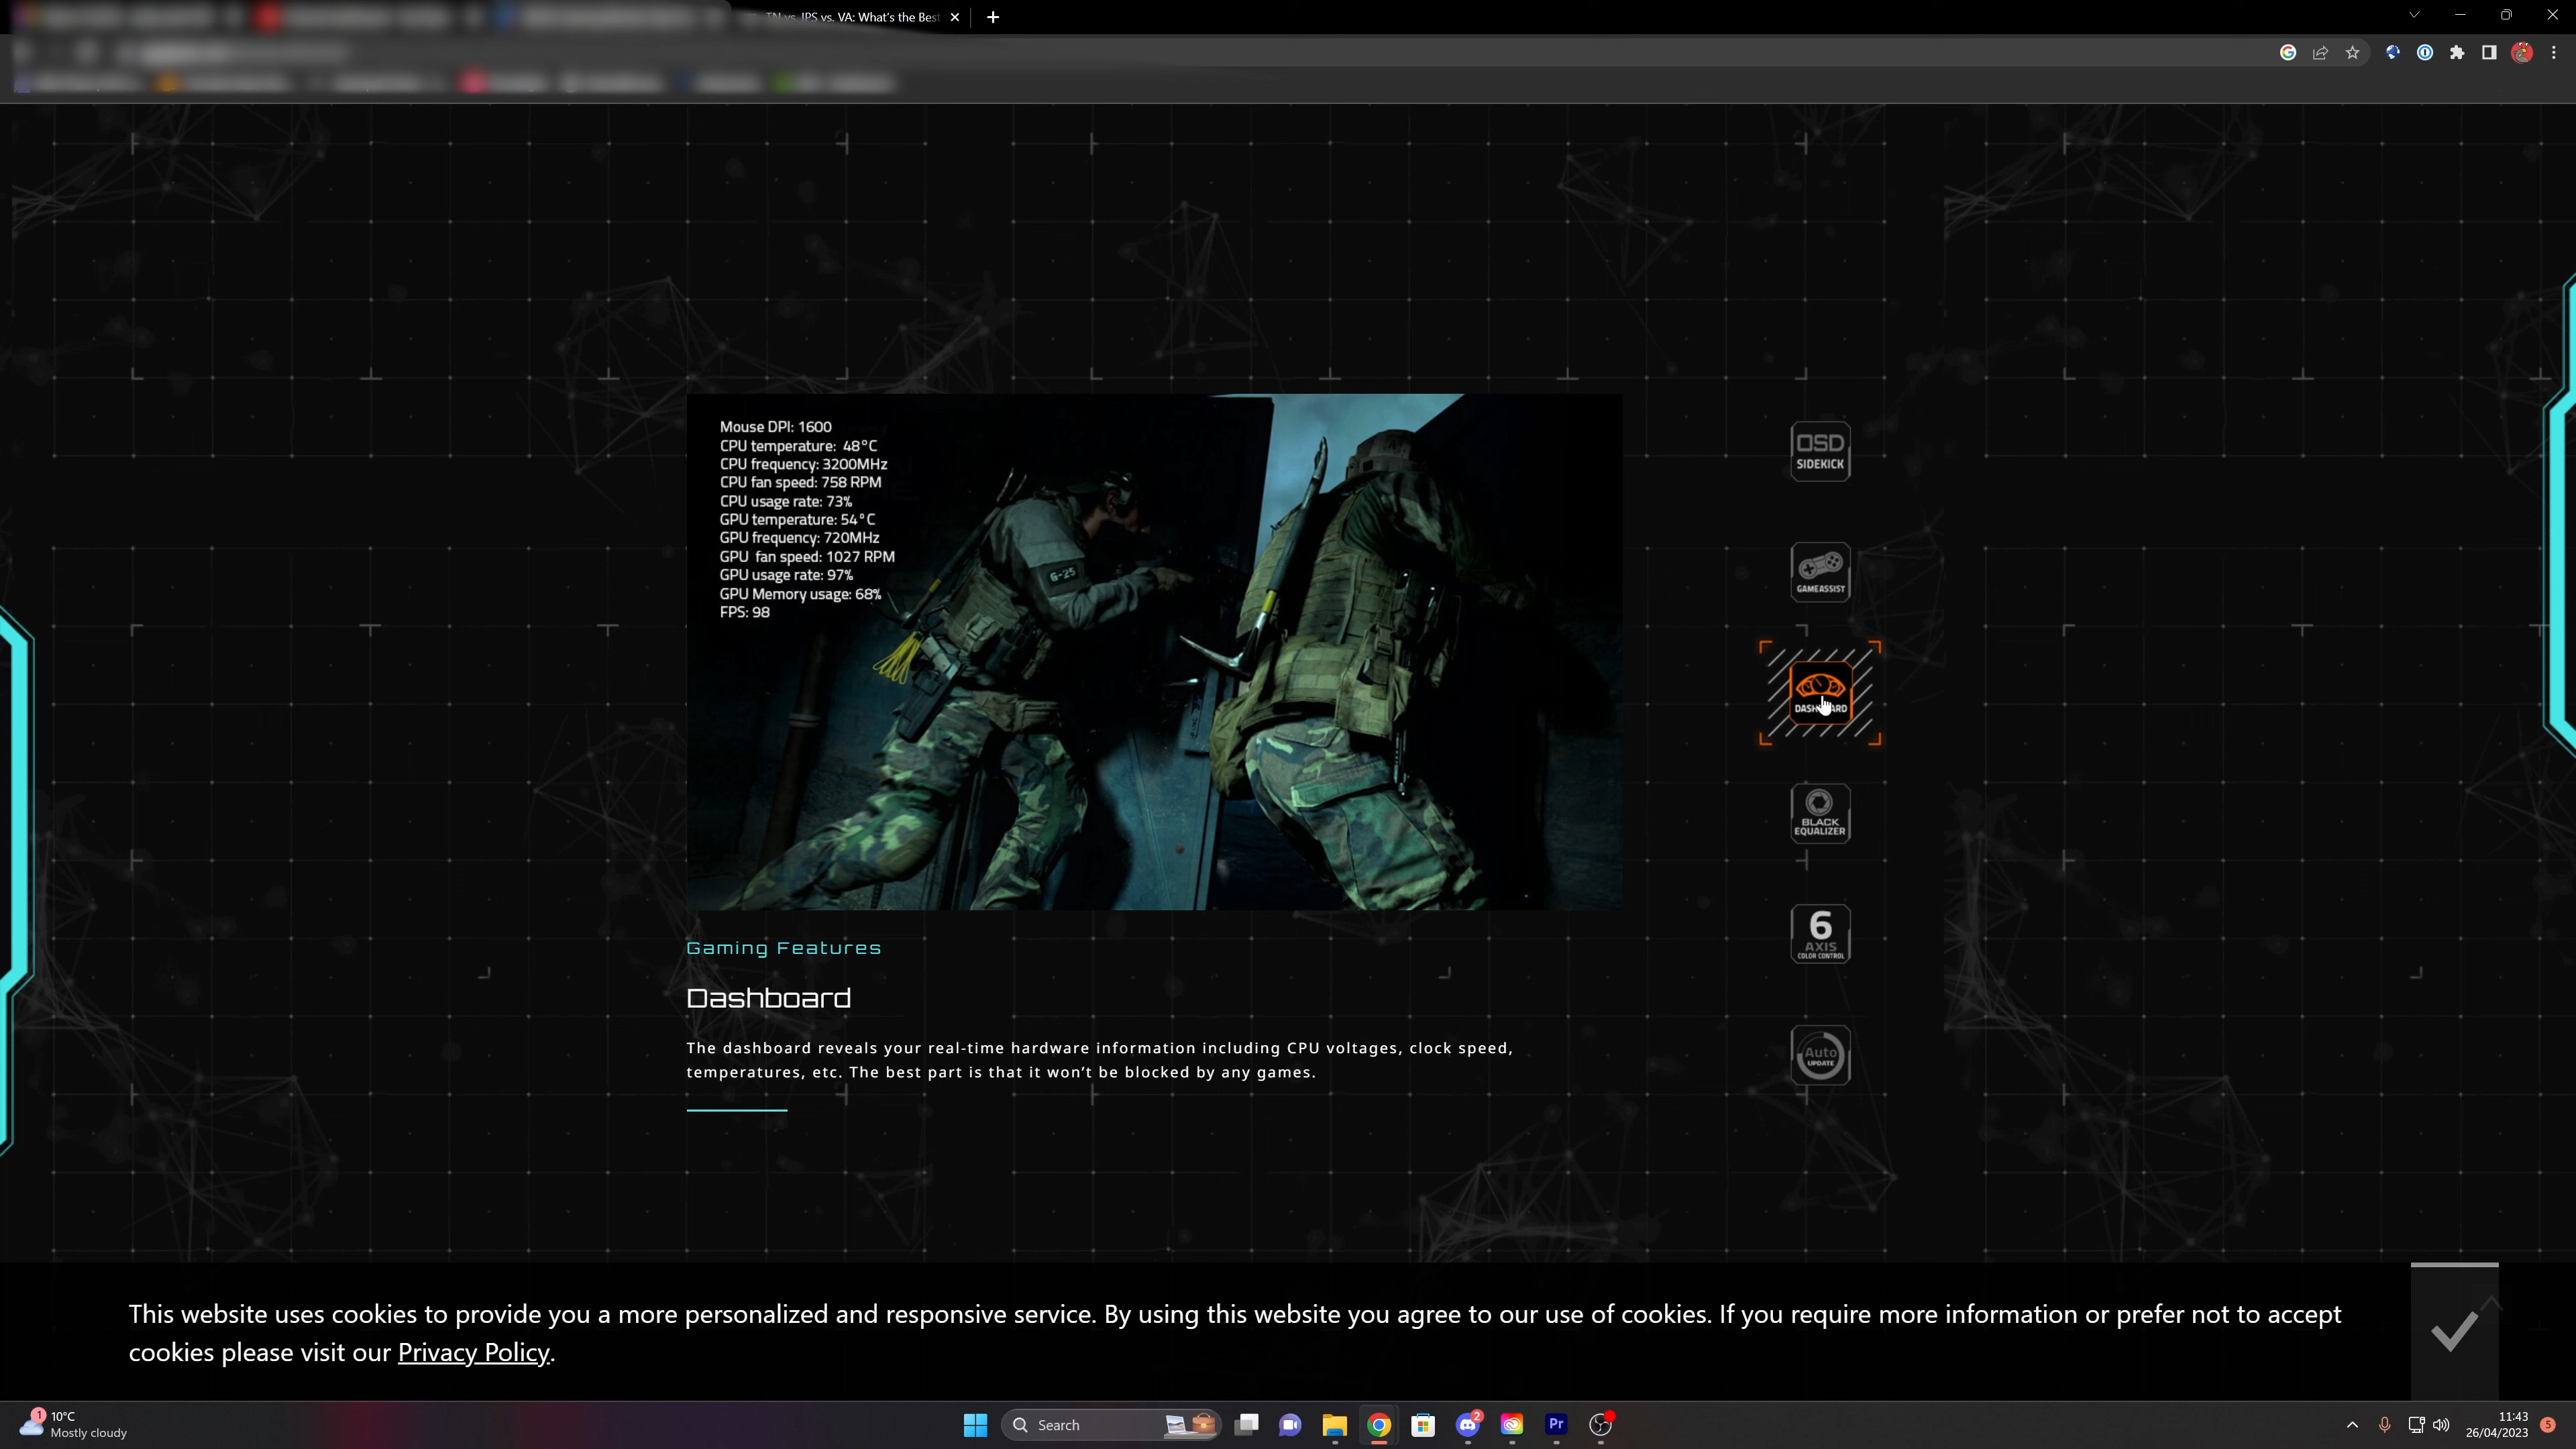 TN vs. IPS vs. VA: What's the Best
Mouse DPI: 1600
CPU temperature: 48°C
CPU frequency: 3200MHz
CPU fan speed: 758 RPM
CPU usage rate: 73%
GPU temperature: 54°C
GPU frequency: 720MHz
GPU fan speed: 1027 RPM
GPU usage rate: 97%
GPU Memory usage: 68%
FPS: 98
G-25
OSD
SIDEKICK
GAMEASSIST
DASHBOARD
BLACK
EQUALIZER
6
AXIS
COLOR CONTROL
Auto
UPDATE
Gaming Features
Dashboard
The dashboard reveals your real-time hardware information including CPU voltages, clock speed,
temperatures, etc. The best part is that it won't be blocked by any games.
This website uses cookies to provide you a more personalized and responsive service. By using this website you agree to our use of cookies. If you require more information or prefer not to accept
cookies please visit our Privacy Policy.
1
10°C
Mostly cloudy
Search
2
Pr
11:43
26/04/2023
5